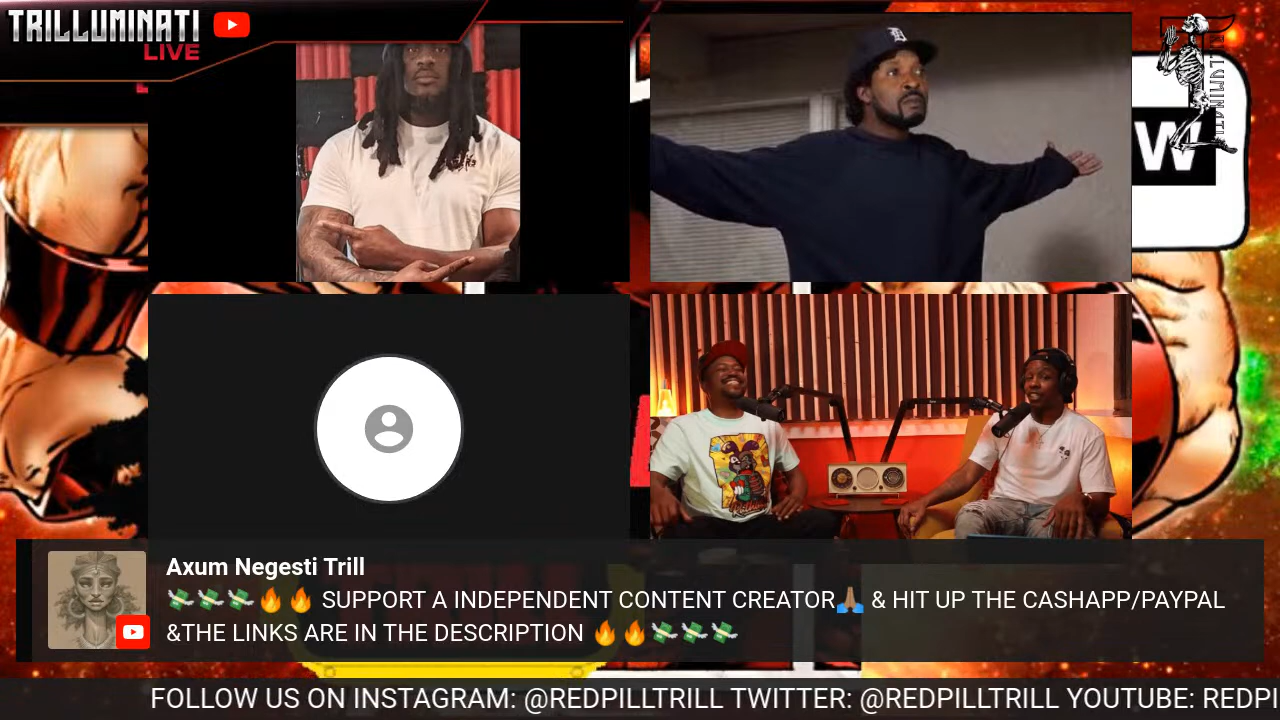 TRILLUMINATI
LIVE
W
Axum Negesti Trill
💸💸💸🔥🔥 SUPPORT A INDEPENDENT CONTENT CREATOR🙏🏽 & HIT UP THE CASHAPP/PAYPAL
&THE LINKS ARE IN THE DESCRIPTION 🔥🔥💸💸💸
FOLLOW US ON INSTAGRAM: @REDPILLTRILL TWITTER: @REDPILLTRILL YOUTUBE: REDPI